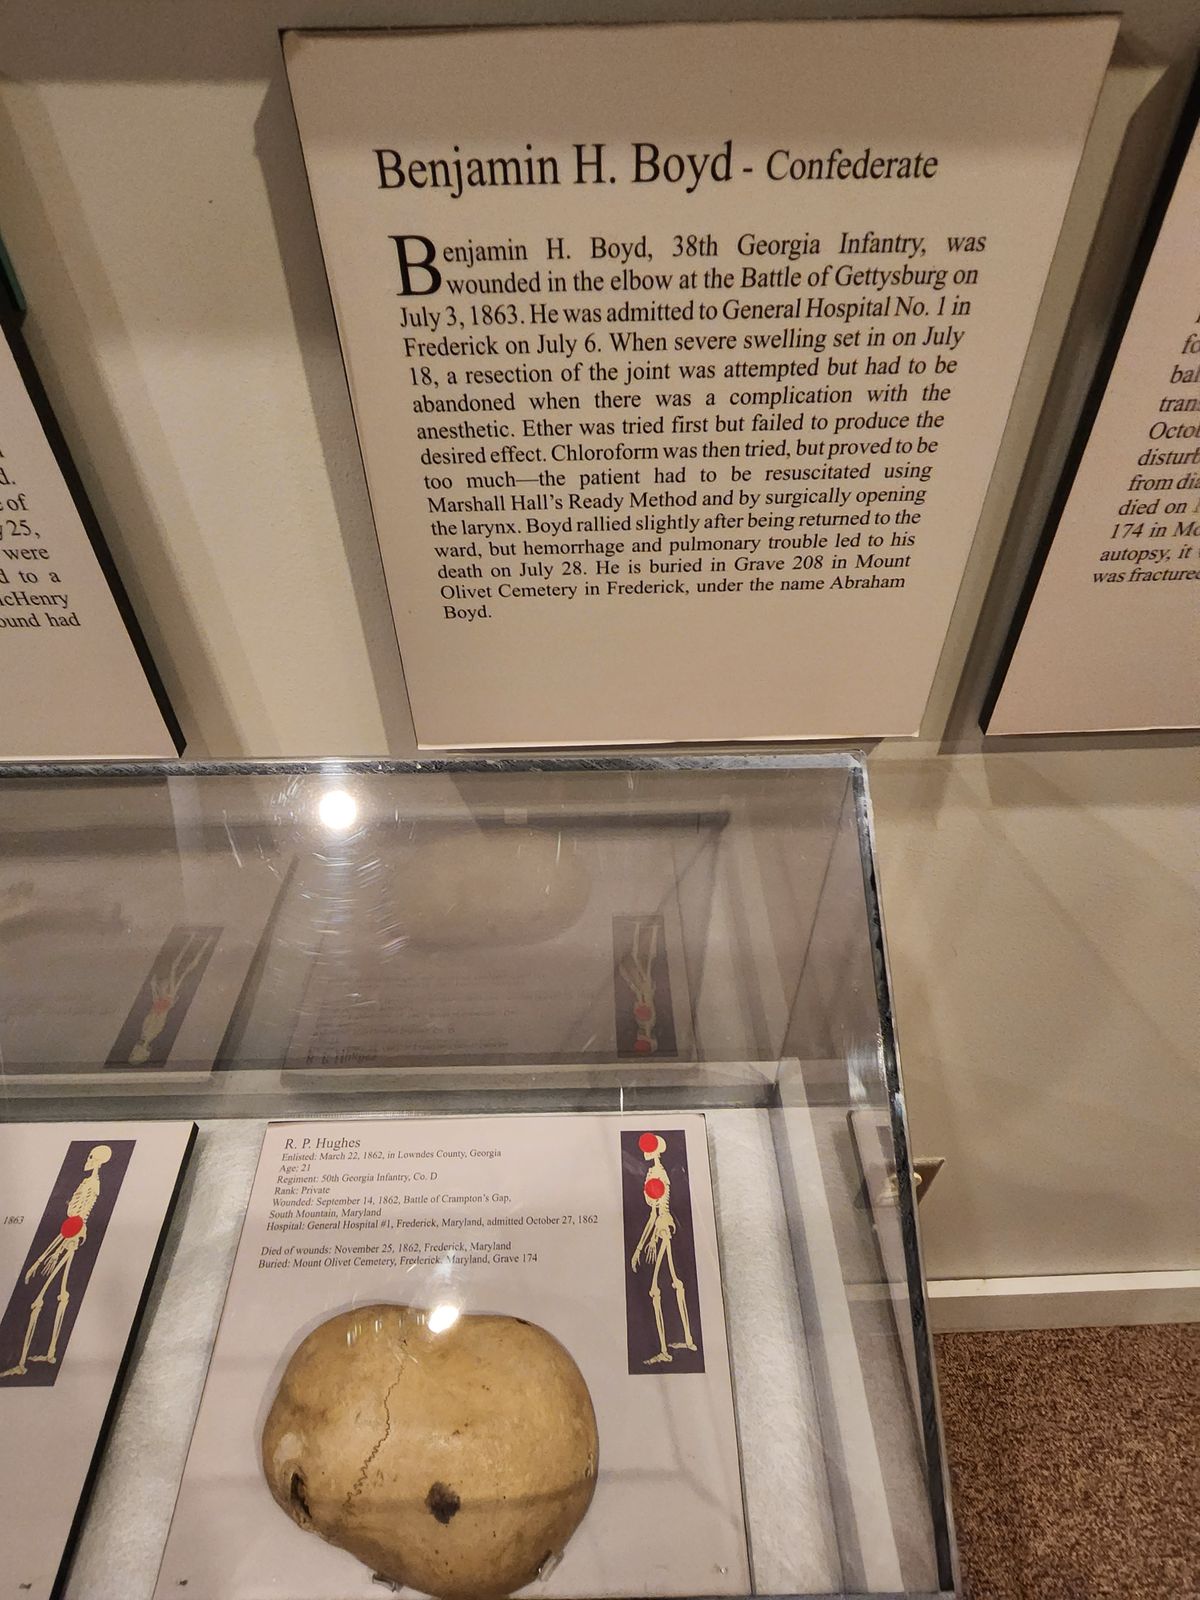 Benjamin H. Boyd - Confederate
Benjamin H. Boyd, 38th Georgia Infantry, was
wounded in the elbow at the Battle of Gettysburg on
July 3, 1863. He was admitted to General Hospital No. 1 in
Frederick on July 6. When severe swelling set in on July
18, a resection of the joint was attempted but had to be
abandoned when there was a complication with the
anesthetic. Ether was tried first but failed to produce the
desired effect. Chloroform was then tried, but proved to be
too much—the patient had to be resuscitated using
Marshall Hall's Ready Method and by surgically opening
the larynx. Boyd rallied slightly after being returned to the
ward, but hemorrhage and pulmonary trouble led to his
death on July 28. He is buried in Grave 208 in Mount
Olivet Cemetery in Frederick, under the name Abraham
Boyd.
of
25,
were
to a
McHenry
had
died on
174 in
autopsy, it
was fractured
1863
R. P. Hughes
Enlisted: March 22, 1862, in Lowndes County, Georgia
Age: 21
Regiment: 50th Georgia Infantry, Co. D
Rank: Private
Wounded: September 14, 1862, Battle of Crampton's Gap,
South Mountain, Maryland
Hospital: General Hospital #1, Frederick, Maryland, admitted October 27, 1862
Died of wounds: November 25, 1862, Frederick, Maryland
Buried: Mount Olivet Cemetery, Frederick, Maryland, Grave 174